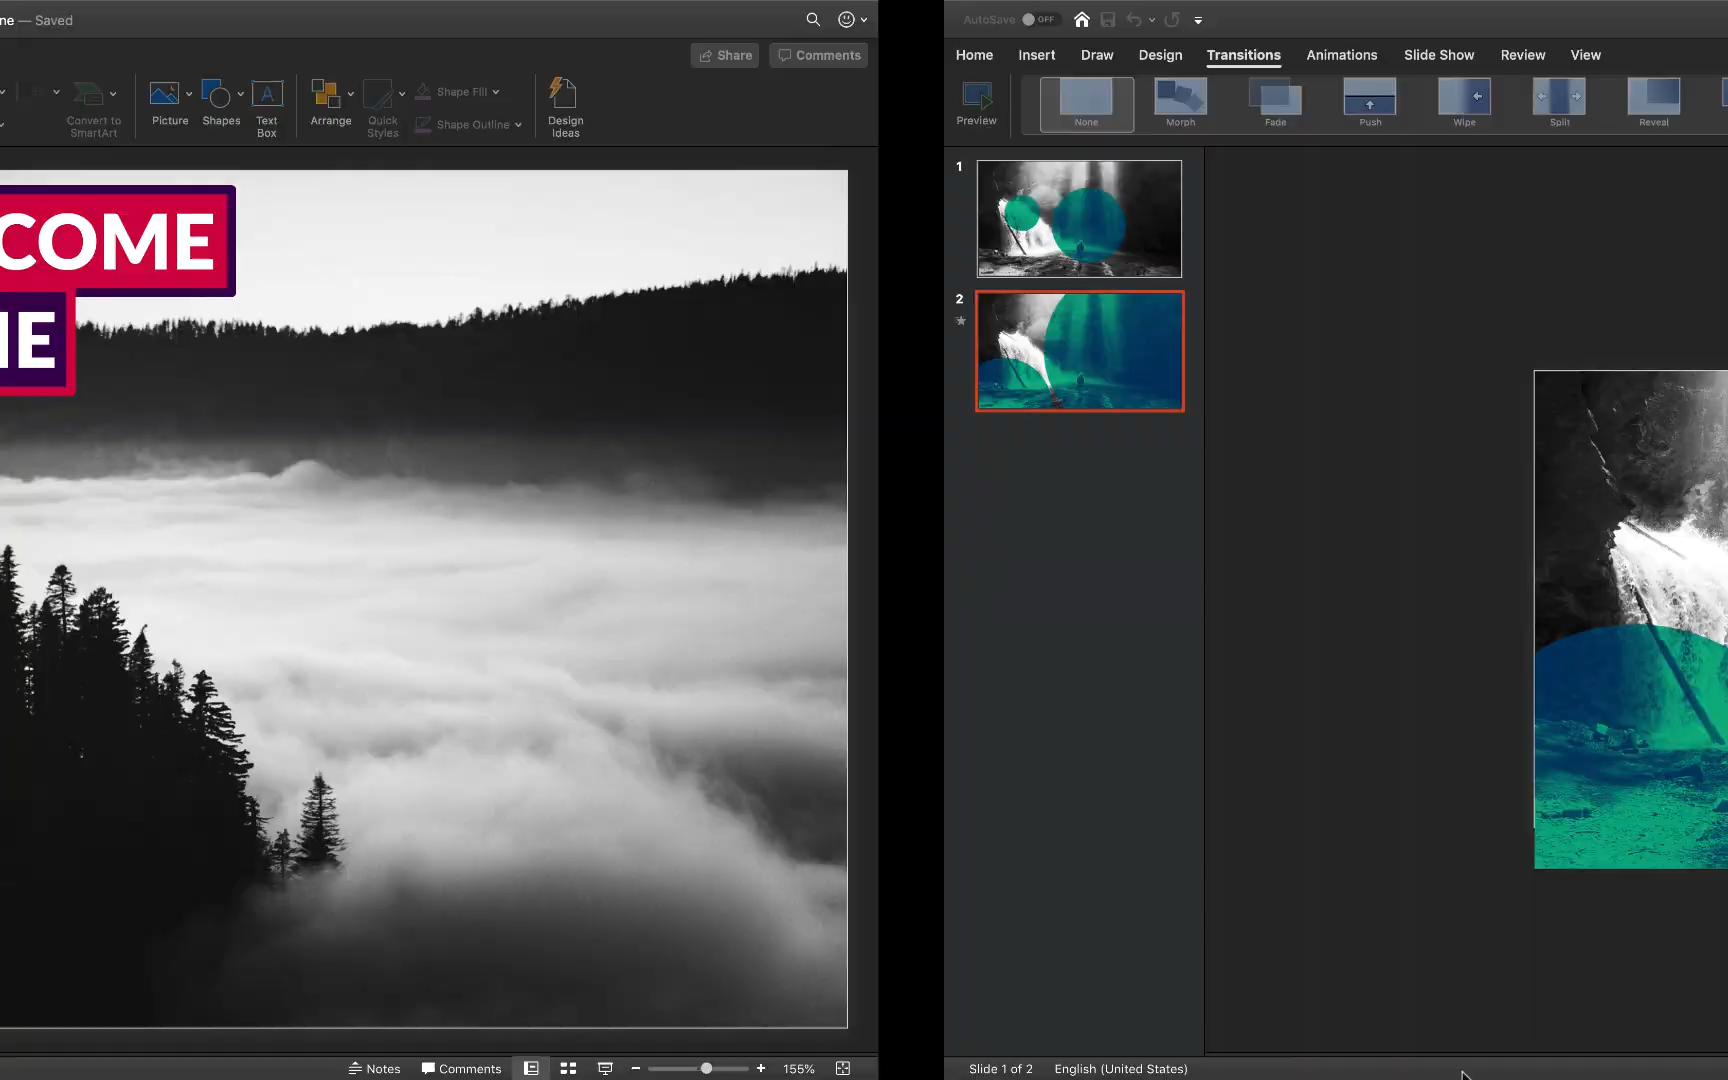 ne — Saved
Share
Comments
Convert to
SmartArt
Picture
Shapes
Text
Box
Arrange
Quick
Styles
Shape Fill
Shape Outline
Design
Ideas
COME
NE
Notes
Comments
155%
AutoSave
OFF
Home
Insert
Draw
Design
Transitions
Animations
Slide Show
Review
View
Preview
None
Morph
Fade
Push
Wipe
Split
Reveal
1
2
Slide 1 of 2
English (United States)